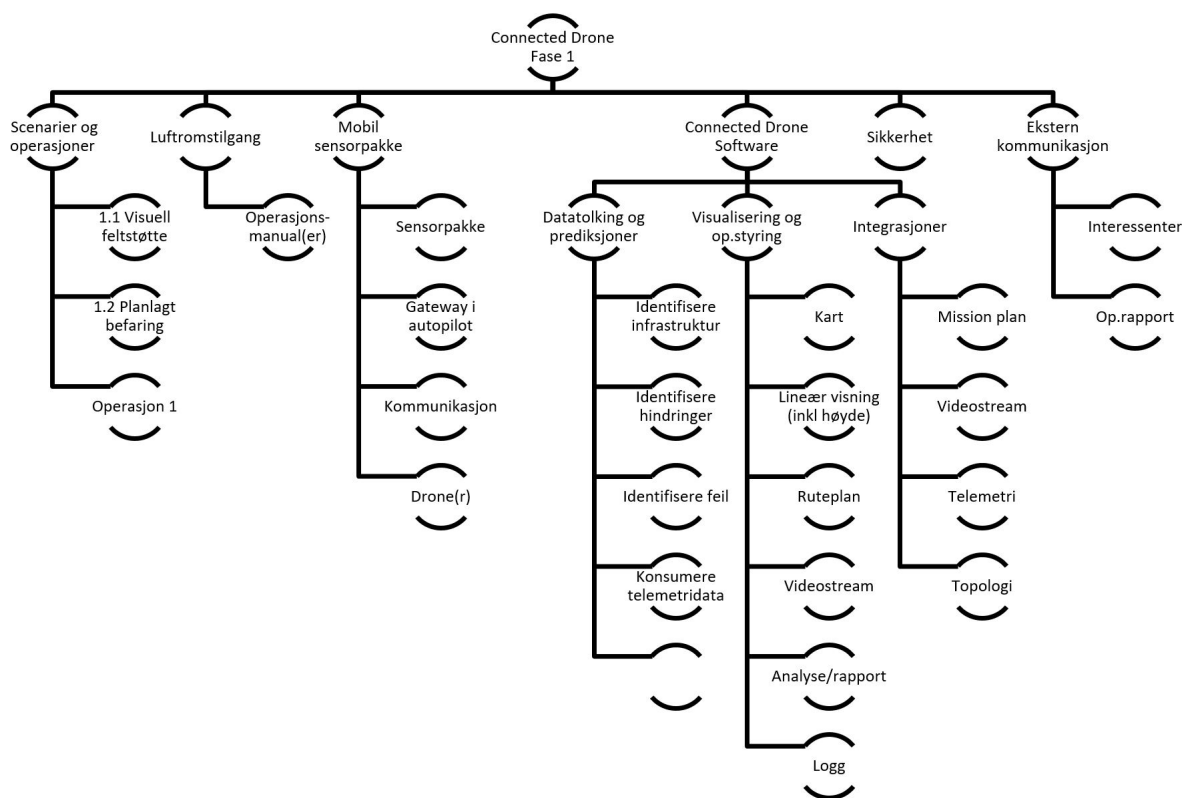 Connected Drone
Fase 1
Scenarier og
operasjoner
Luftromstilgang
Mobil
sensorpakke
Connected Drone
Software
Sikkerhet
Ekstern
kommunikasjon
1.1 Visuell
feltstøtte
1.2 Planlagt
befaring
Operasjon 1
Operasjons-
manual(er)
Sensorpakke
Gateway i
autopilot
Kommunikasjon
Drone(r)
Datatolking og
prediksjoner
Identifisere
infrastruktur
Identifisere
hindringer
Identifisere feil
Konsumere
telemetridata
Visualisering og
op.styring
Kart
Lineær visning
(inkl høyde)
Ruteplan
Videostream
Analyse/rapport
Logg
Integrasjoner
Mission plan
Videostream
Telemetri
Topologi
Interessenter
Op.rapport